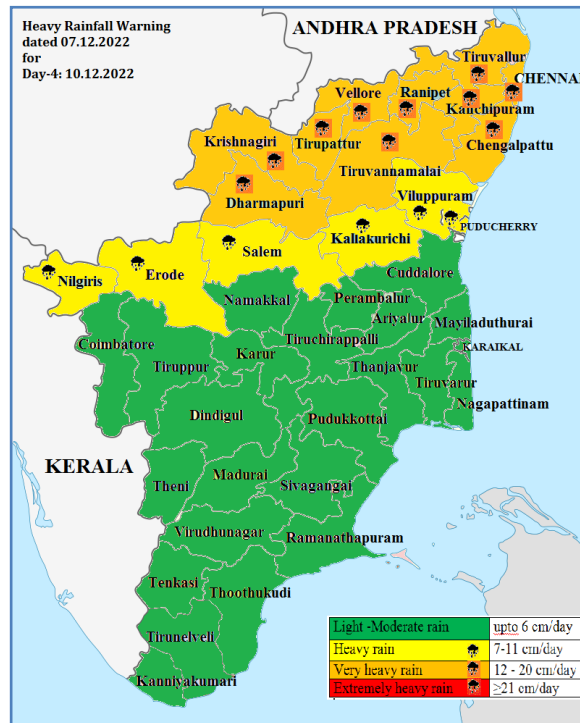 Heavy Rainfall Warning
dated 07.12.2022
for
Day-4: 10.12.2022
ANDHRA PRADESH
Tiruvallur
CHENNAI
Vellore
Ranipet
Kanchipuram
Krishnagiri
Tirupattur
Chengalpattu
Tiruvannamalai
Dharmapuri
Viluppuram
PUDUCHERRY
Kallakurichi
Salem
Nilgiris
Erode
Cuddalore
Namakkal
Perambalur
Ariyalur
Mayiladuthurai
Coimbatore
Tiruchirappalli
KARAIKAL
Karur
Tiruppur
Thanjavur
Tiruvarur
Nagapattinam
Dindigul
Pudukkottai
KERALA
Madurai
Theni
Sivagangai
Virudhunagar
Ramanathapuram
Tenkasi
Thoothukudi
Tirunelveli
Kanniyakumari
Light -Moderate rain upto 6 cm/day
Heavy rain 7-11 cm/day
Very heavy rain 12 - 20 cm/day
Extremely heavy rain ≥21 cm/day